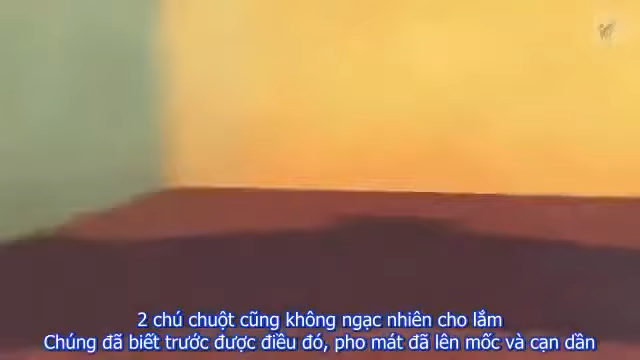 2 chú chuột cũng không ngạc nhiên cho lắm
Chúng đã biết trước được điều đó, pho mát đã lên mốc và cạn dần